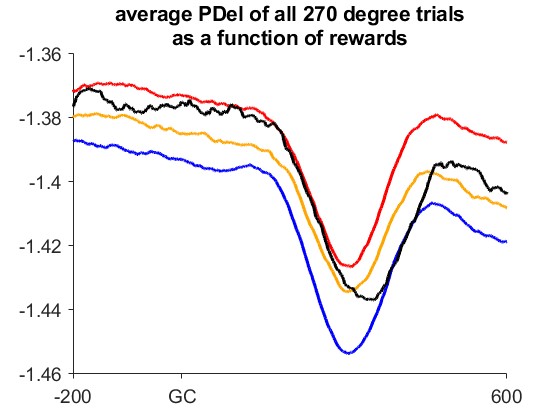 average PDel of all 270 degree trials
as a function of rewards
-1.36
-1.38
-1.4
-1.42
-1.44
-1.46
-200
GC
600